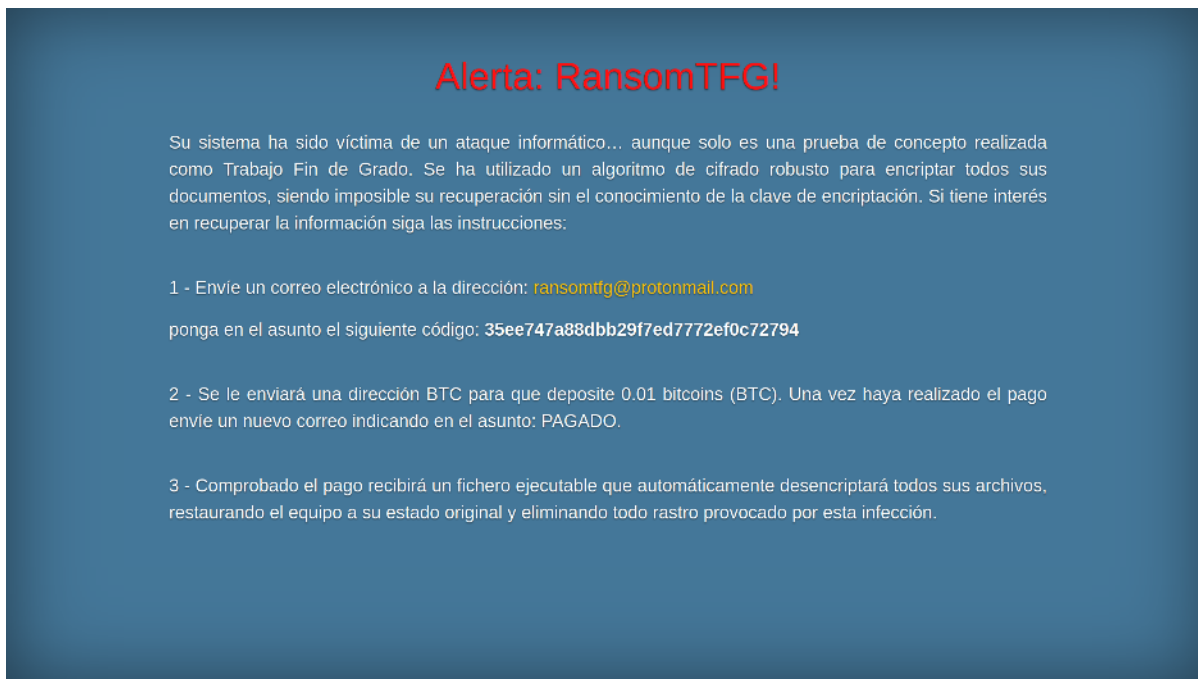 Alerta: RansomTFG!
Su sistema ha sido víctima de un ataque informático... aunque solo es una prueba de concepto realizada
como Trabajo Fin de Grado. Se ha utilizado un algoritmo de cifrado robusto para encriptar todos sus
documentos, siendo imposible su recuperación sin el conocimiento de la clave de encriptación. Si tiene interés
en recuperar la información siga las instrucciones:
1 - Envíe un correo electrónico a la dirección: ransomtfg@protonmail.com
ponga en el asunto el siguiente código: 35ee747a88dbb29f7ed7772ef0c72794
2 - Se le enviará una dirección BTC para que deposite 0.01 bitcoins (BTC). Una vez haya realizado el pago
envíe un nuevo correo indicando en el asunto: PAGADO.
3 - Comprobado el pago recibirá un fichero ejecutable que automáticamente desencriptará todos sus archivos,
restaurando el equipo a su estado original y eliminando todo rastro provocado por esta infección.